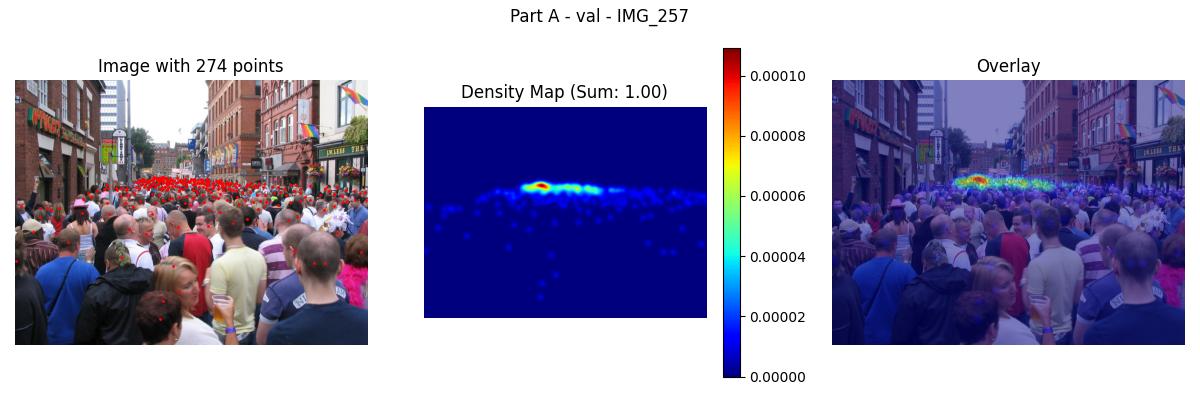 Part A - val - IMG_257
Image with 274 points
Density Map (Sum: 1.00)
Overlay
0.00010
0.00008
0.00006
0.00004
0.00002
0.00000